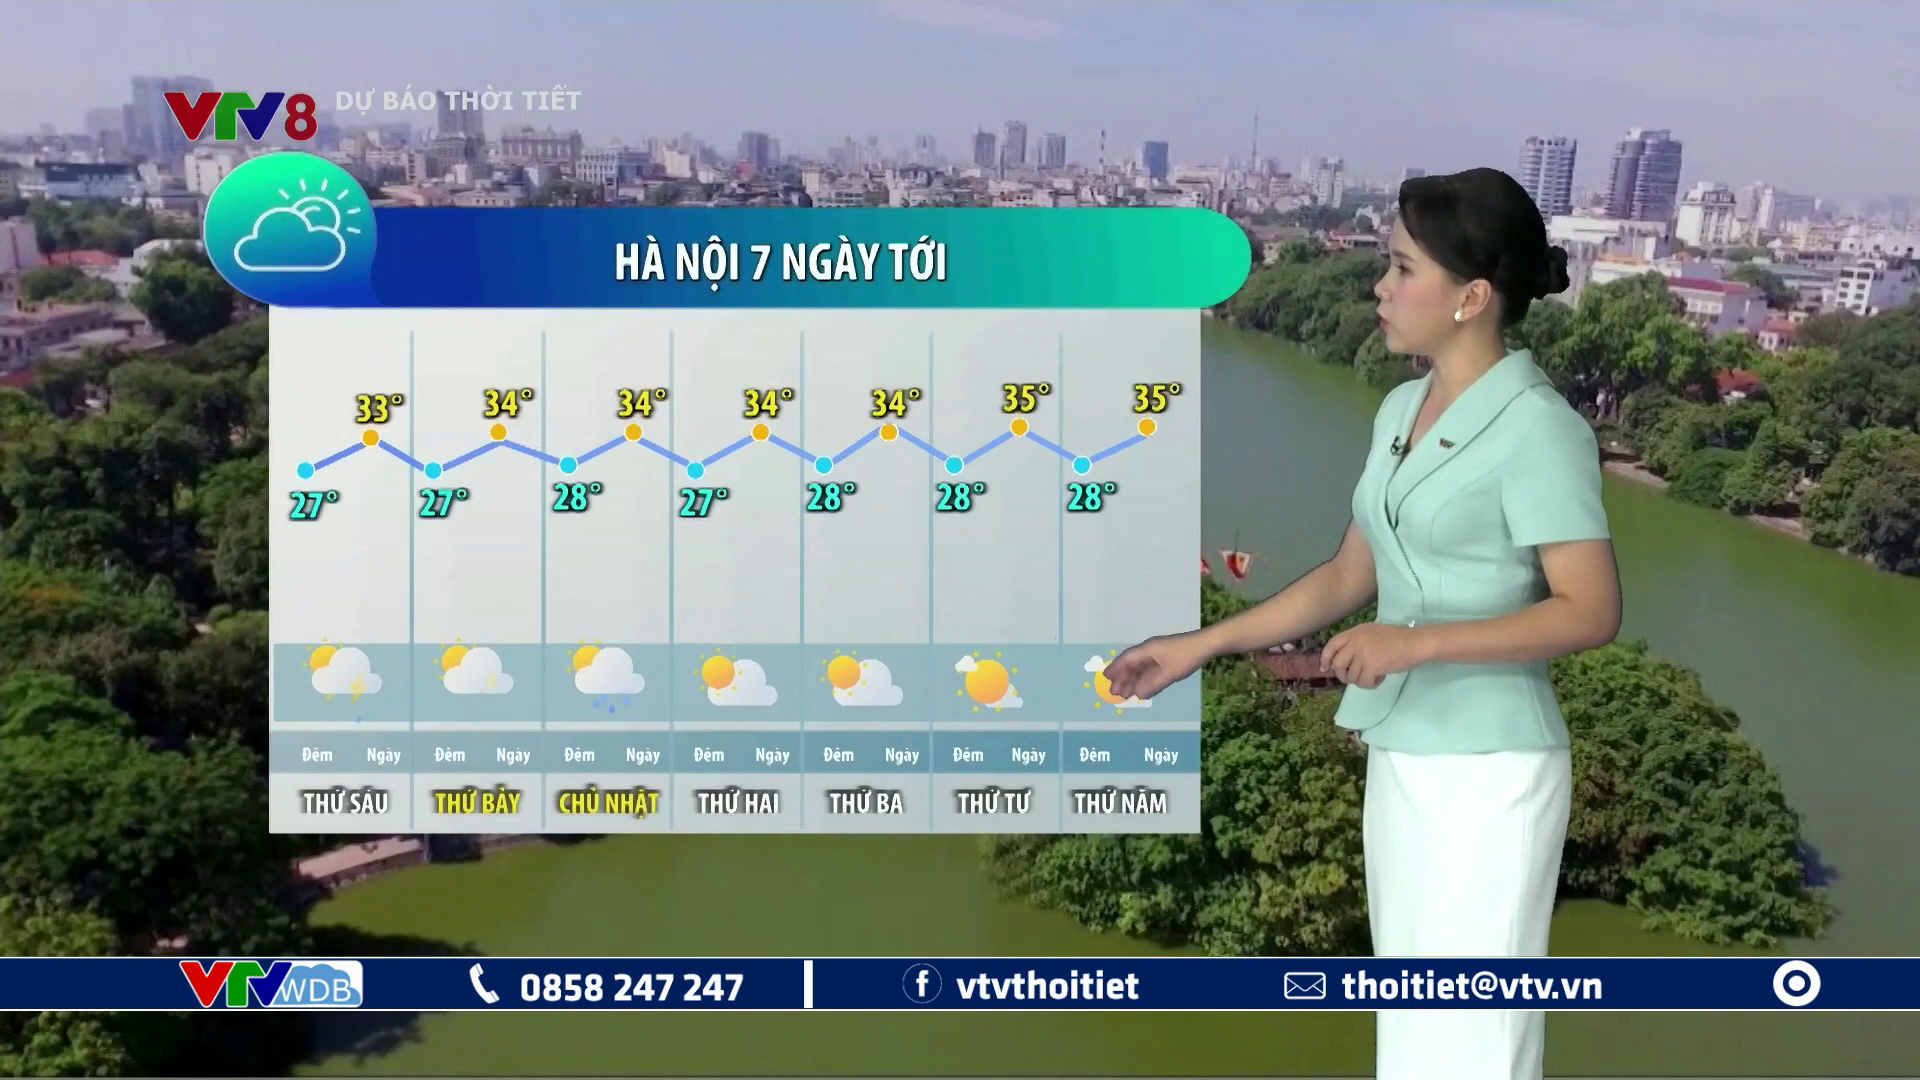 VTV8 DỰ BÁO THỜI TIẾT
HÀ NỘI 7 NGÀY TỚI
33° 34° 34° 34° 34° 35° 35°
27° 27° 28° 27° 28° 28° 28°
Đêm Ngày Đêm Ngày Đêm Ngày Đêm Ngày Đêm Ngày Đêm Ngày Đêm Ngày
THỨ SÁU THỨ BẢY CHỦ NHẬT THỨ HAI THỨ BA THỨ TƯ THỨ NĂM
VTV WDB 0858 247 247 vtvthoitiet thoitiet@vtv.vn